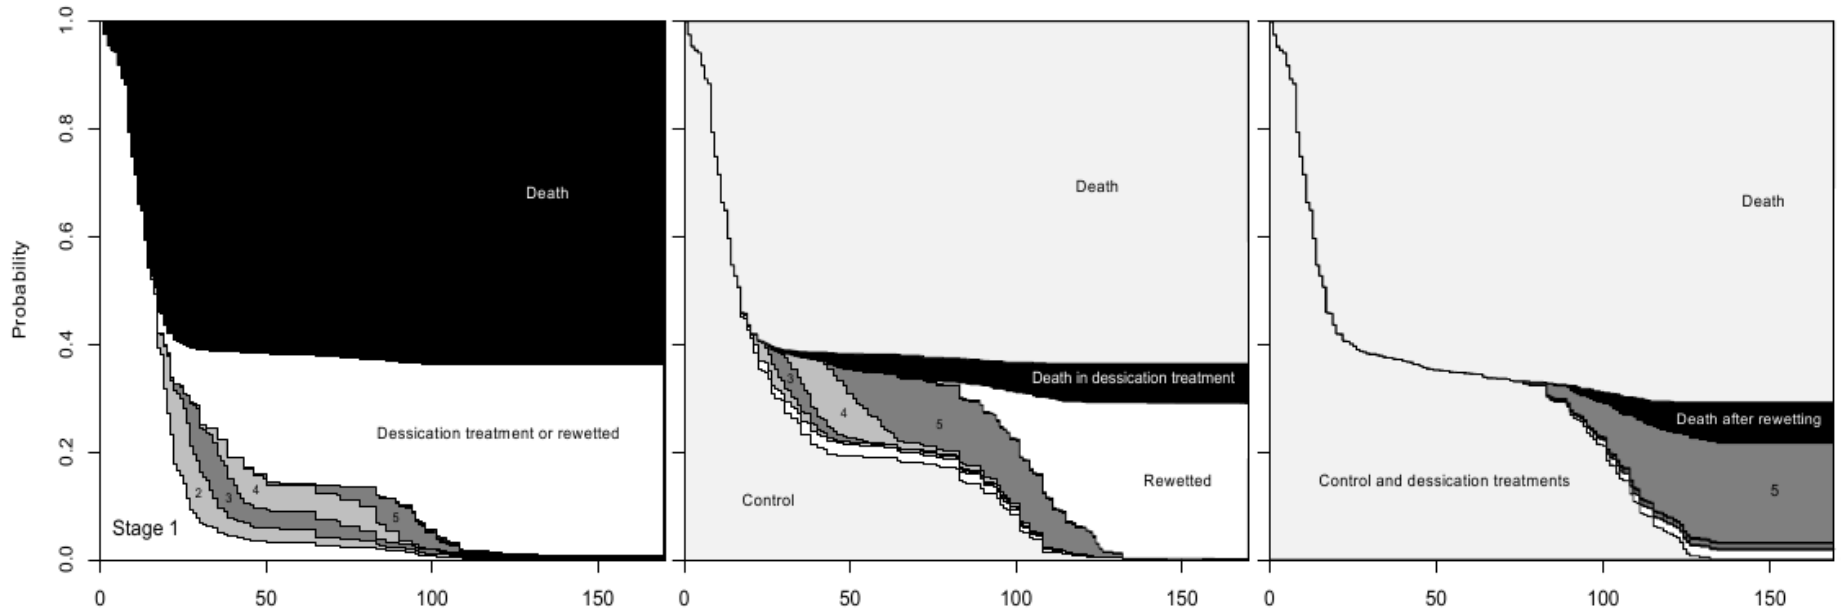 Probability
1.0
0.8
0.6
0.4
0.2
0.0
Death
Dessication treatment or rewetted
2
3
4
5
Stage 1
0 50 100 150
Death
Death in dessication treatment
3
4
5
Rewetted
Control
0 50 100 150
Death
Death after rewetting
Control and dessication treatments
5
0 50 100 150